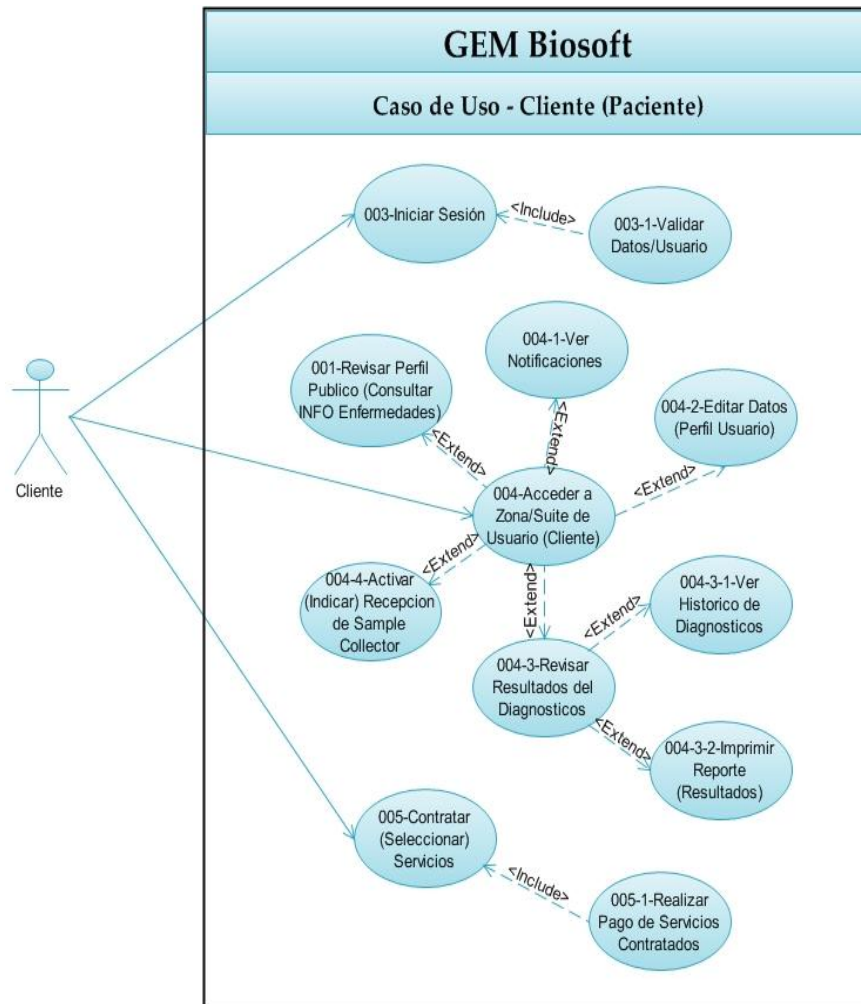 GEM Biosoft
Caso de Uso - Cliente (Paciente)
003-Iniciar Sesión
<Include>
003-1-Validar
Datos/Usuario
004-1-Ver
Notificaciones
001-Revisar Perfil
Publico (Consultar
INFO Enfermedades)
<Extend>
<Extend>
004-2-Editar Datos
(Perfil Usuario)
<Extend>
Cliente
004-Acceder a
Zona/Suite de
Usuario (Cliente)
<Extend>
004-4-Activar
(Indicar) Recepcion
de Sample
Collector
<Extend>
<Extend>
004-3-1-Ver
Historico de
Diagnosticos
004-3-Revisar
Resultados del
Diagnosticos
<Extend>
004-3-2-Imprimir
Reporte
(Resultados)
005-Contratar
(Seleccionar)
Servicios
<Include>
005-1-Realizar
Pago de Servicios
Contratados